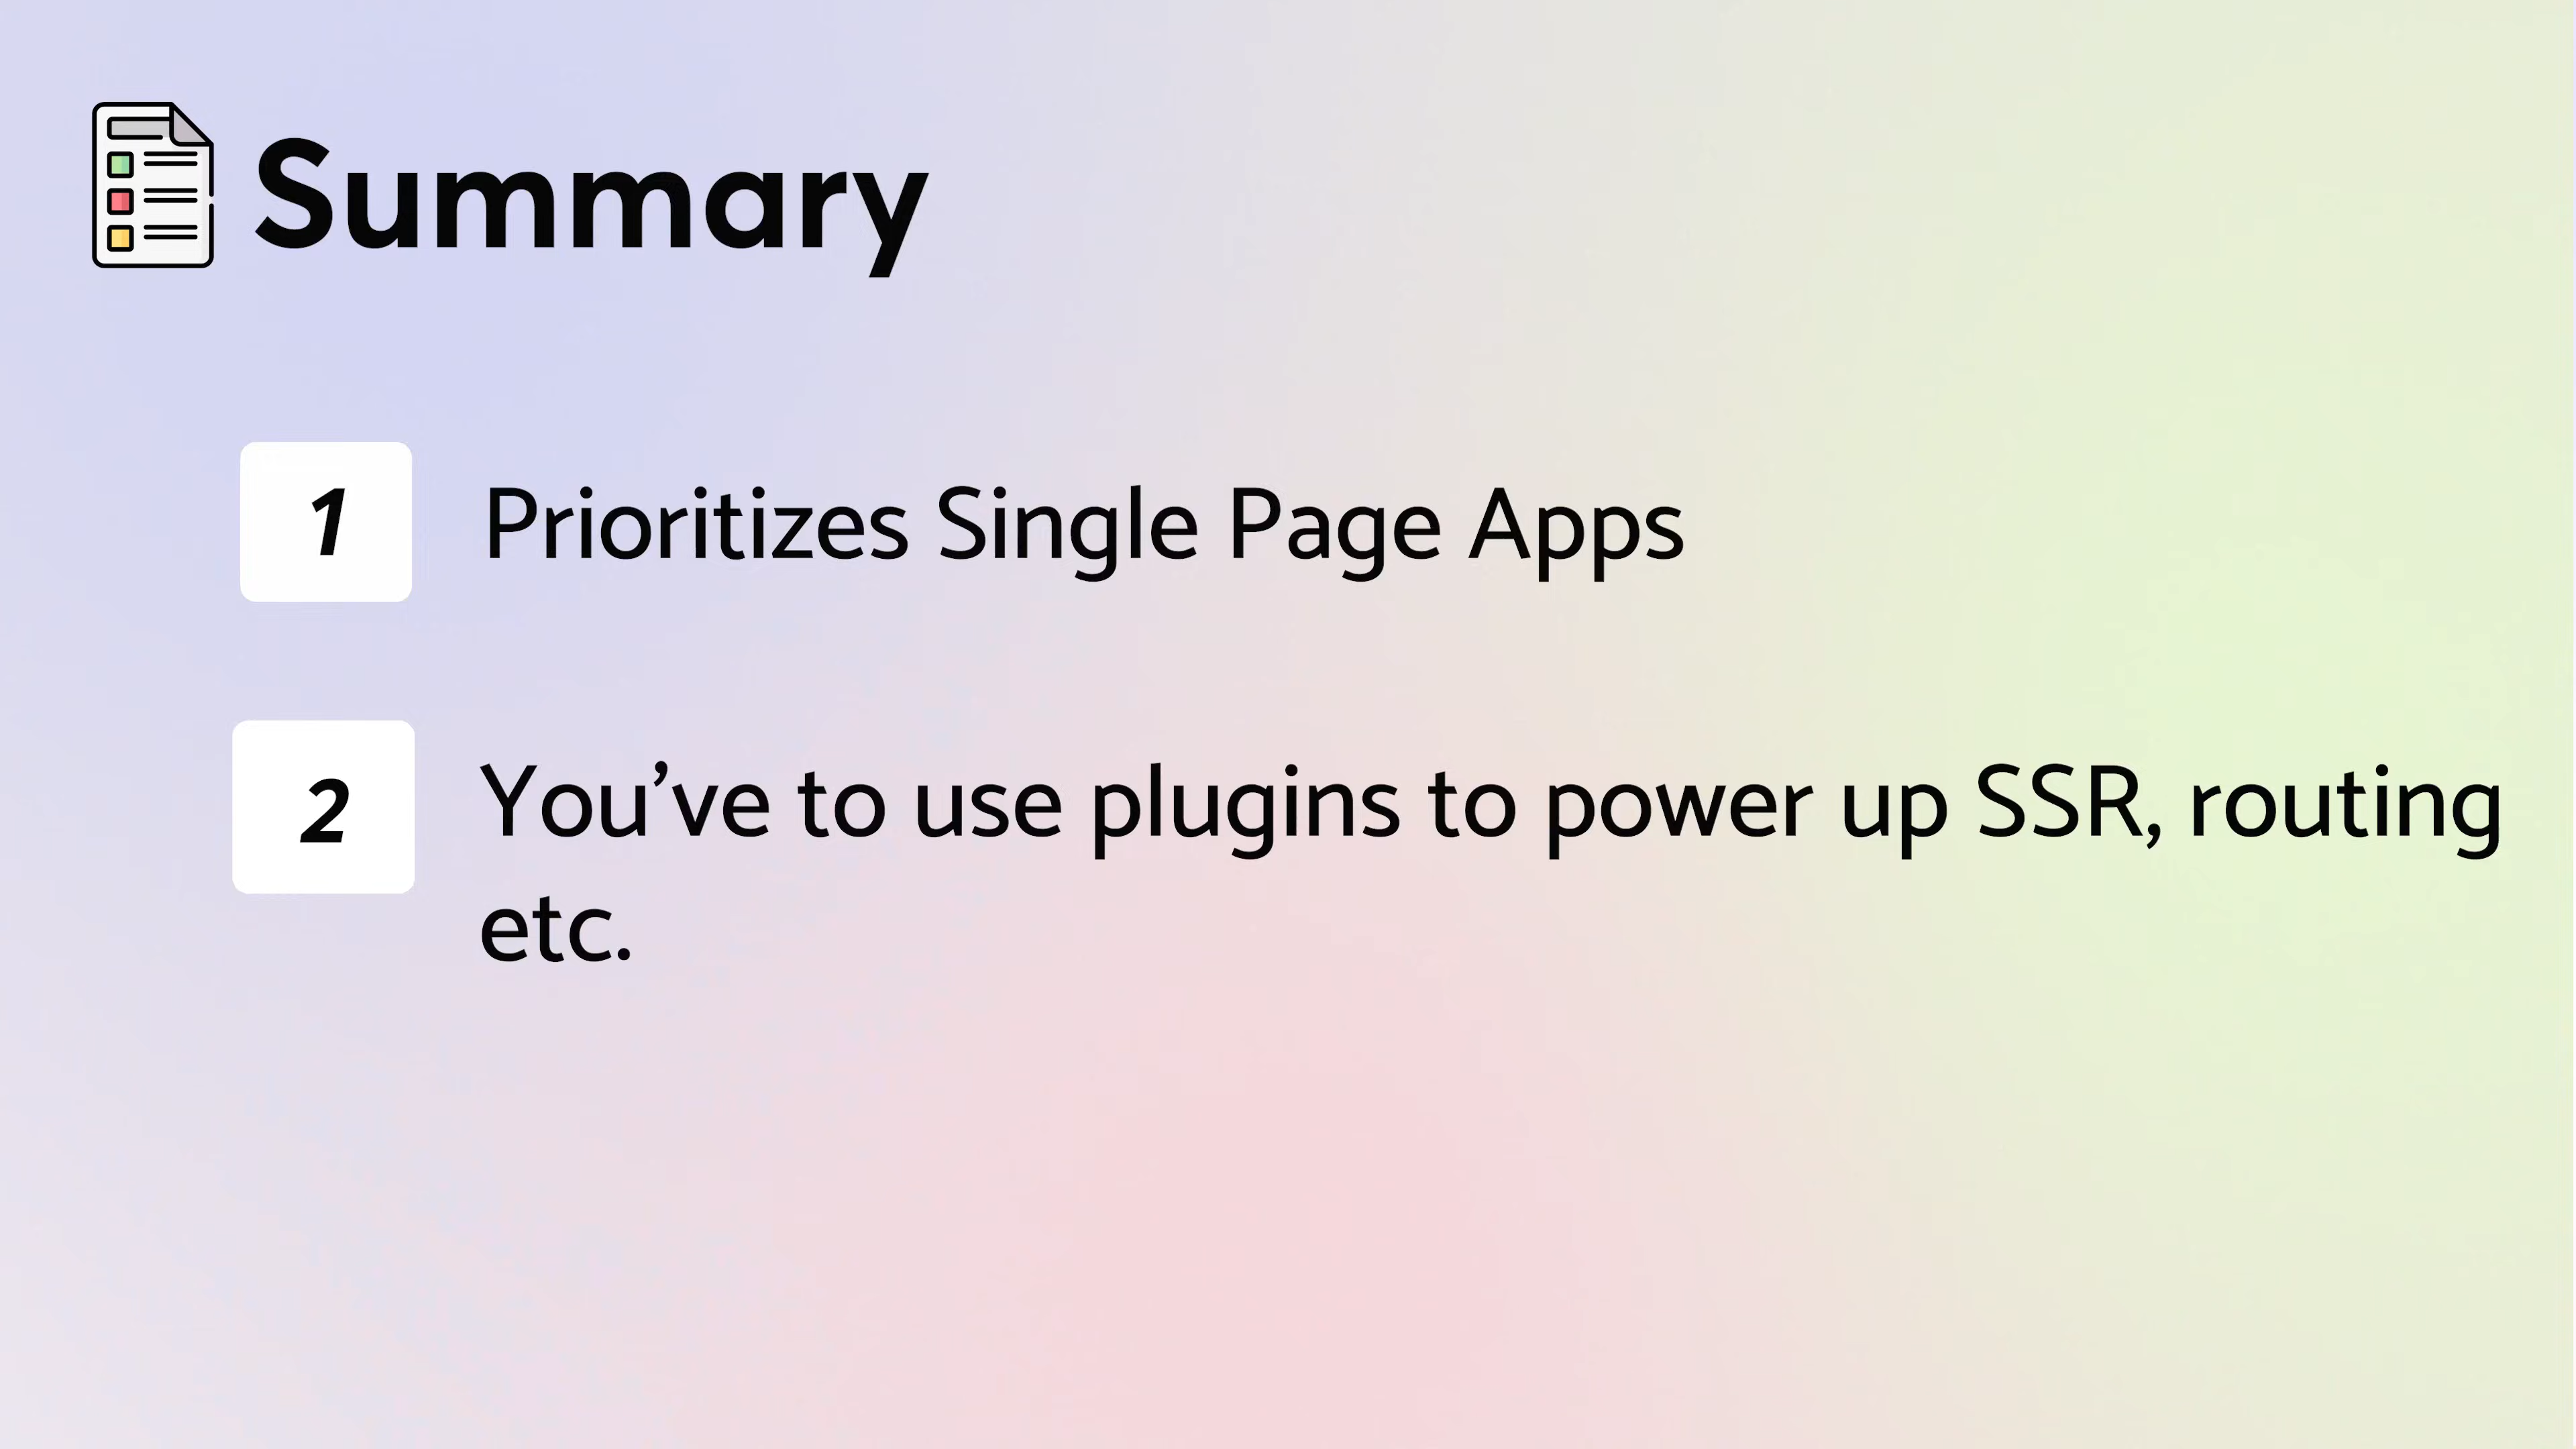 Summary
1 Prioritizes Single Page Apps
2 You’ve to use plugins to power up SSR, routing
etc.